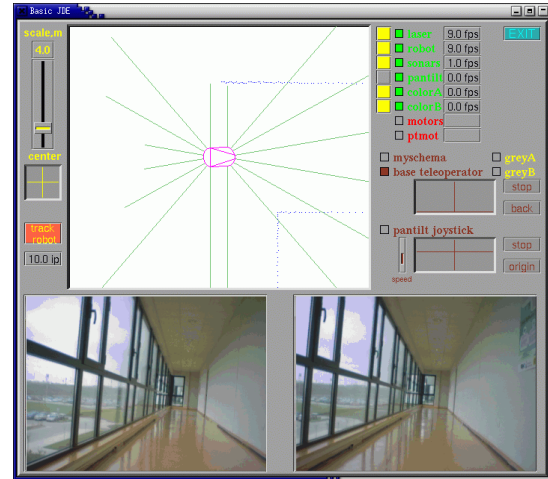 Basic JDE
scale.m
4.0
center
track
robot
10.0 ip
laser 9.0 fps EXIT
robot 9.0 fps
sonars 1.0 fps
pantilt 0.0 fps
colorA 0.0 fps
colorB 0.0 fps
motors
ptmot
myschema greyA
base teleoperator greyB
stop
back
pantilt joystick
stop
origin
speed